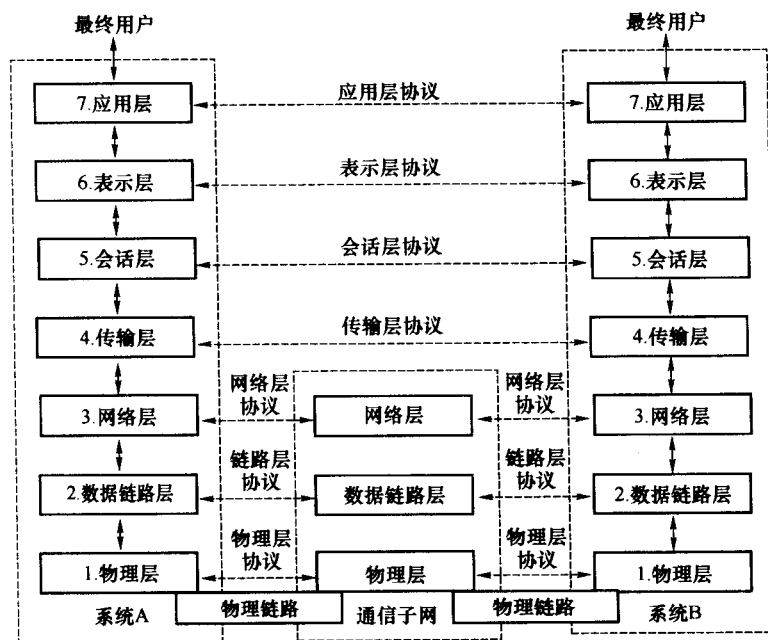 最终用户
最终用户
7.应用层
应用层协议
7.应用层
6.表示层
表示层协议
6.表示层
5.会话层
会话层协议
5.会话层
4.传输层
传输层协议
4.传输层
网络层
协议
网络层
协议
3.网络层
网络层
3.网络层
链路层
协议
链路层
协议
2.数据链路层
数据链路层
2.数据链路层
物理层
协议
物理层
协议
1.物理层
物理层
1.物理层
系统A
物理链路
通信子网
物理链路
系统B